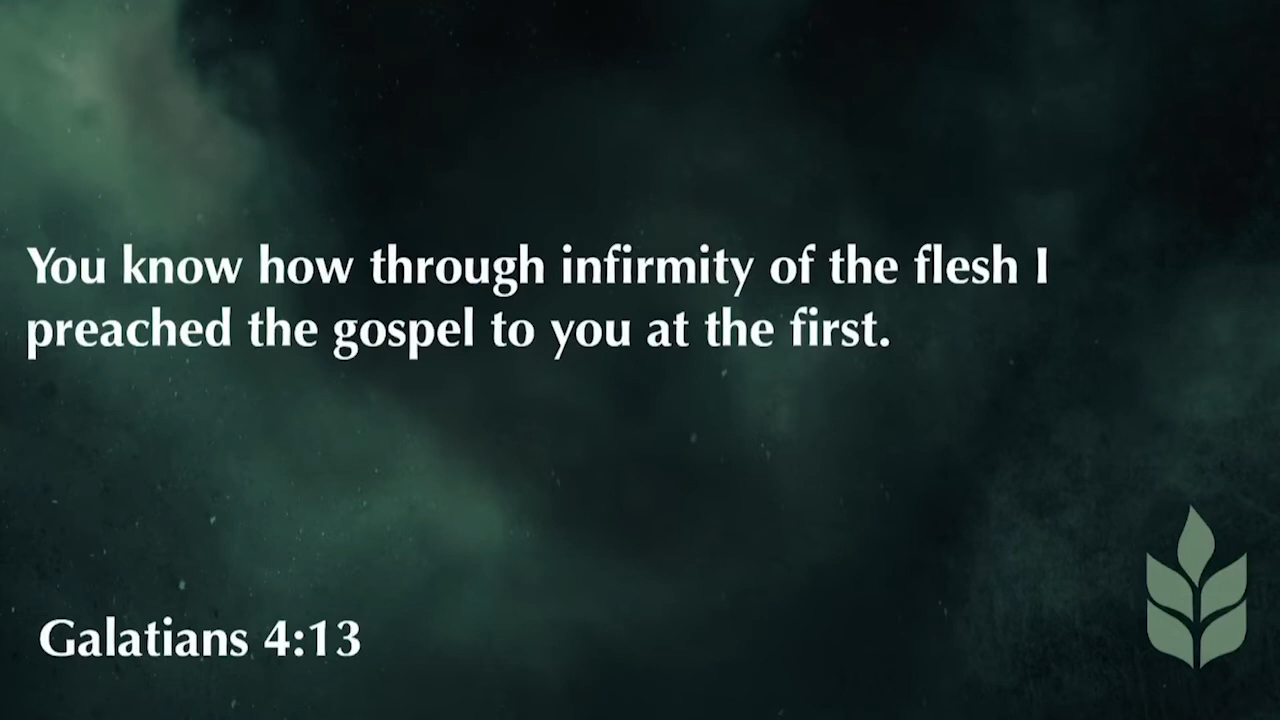 You know how through infirmity of the flesh I
preached the gospel to you at the first.
Galatians 4:13